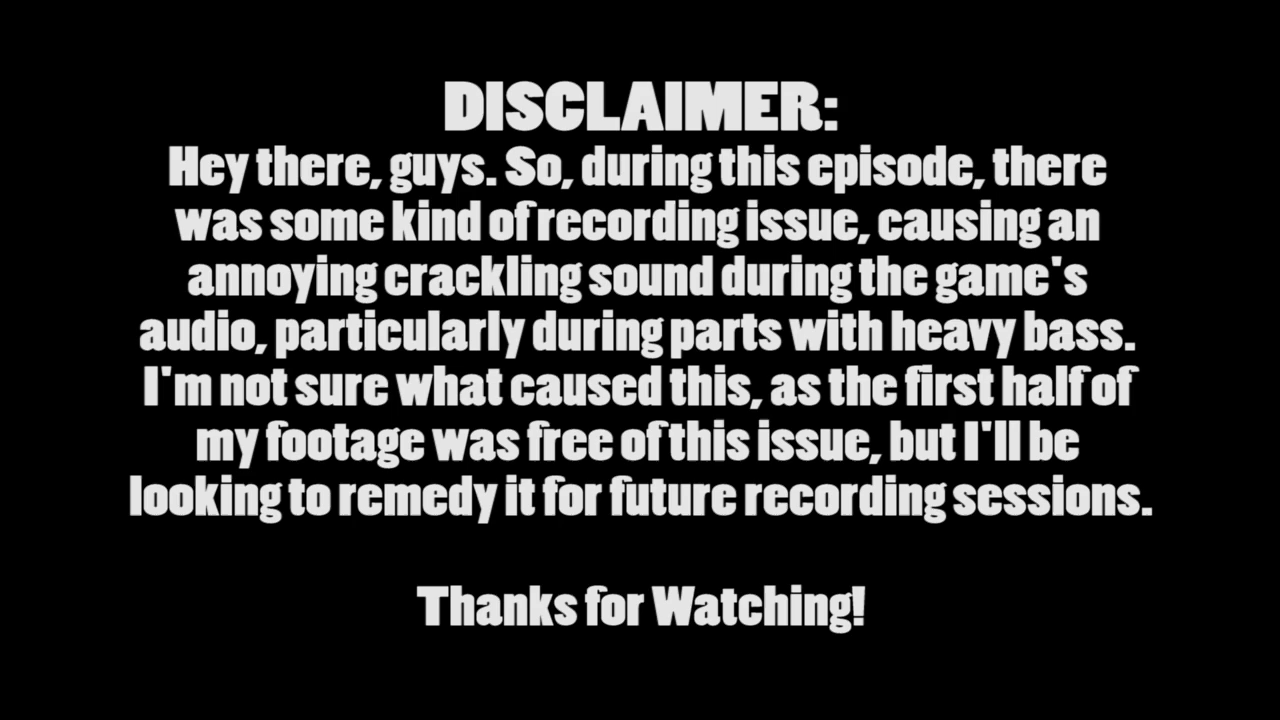 DISCLAIMER:
Hey there, guys. So, during this episode, there
was some kind of recording issue, causing an
annoying crackling sound during the game's
audio, particularly during parts with heavy bass.
I'm not sure what caused this, as the first half of
my footage was free of this issue, but I'll be
looking to remedy it for future recording sessions.
Thanks for Watching!